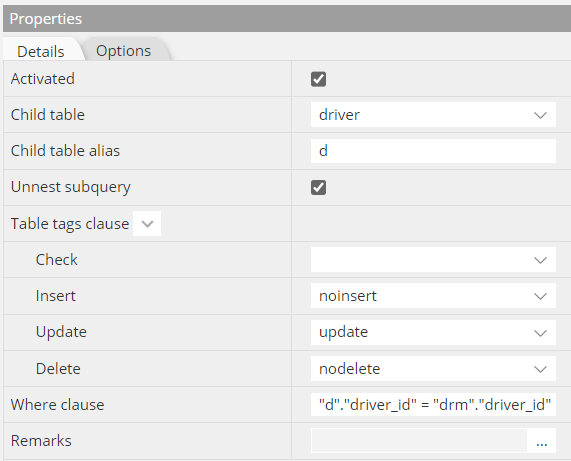 Properties
Details Options
Activated
Child table driver
Child table alias d
Unnest subquery
Table tags clause
Check
Insert noinsert
Update update
Delete nodelete
Where clause "d"."driver_id" = "drm"."driver_id"
Remarks ...